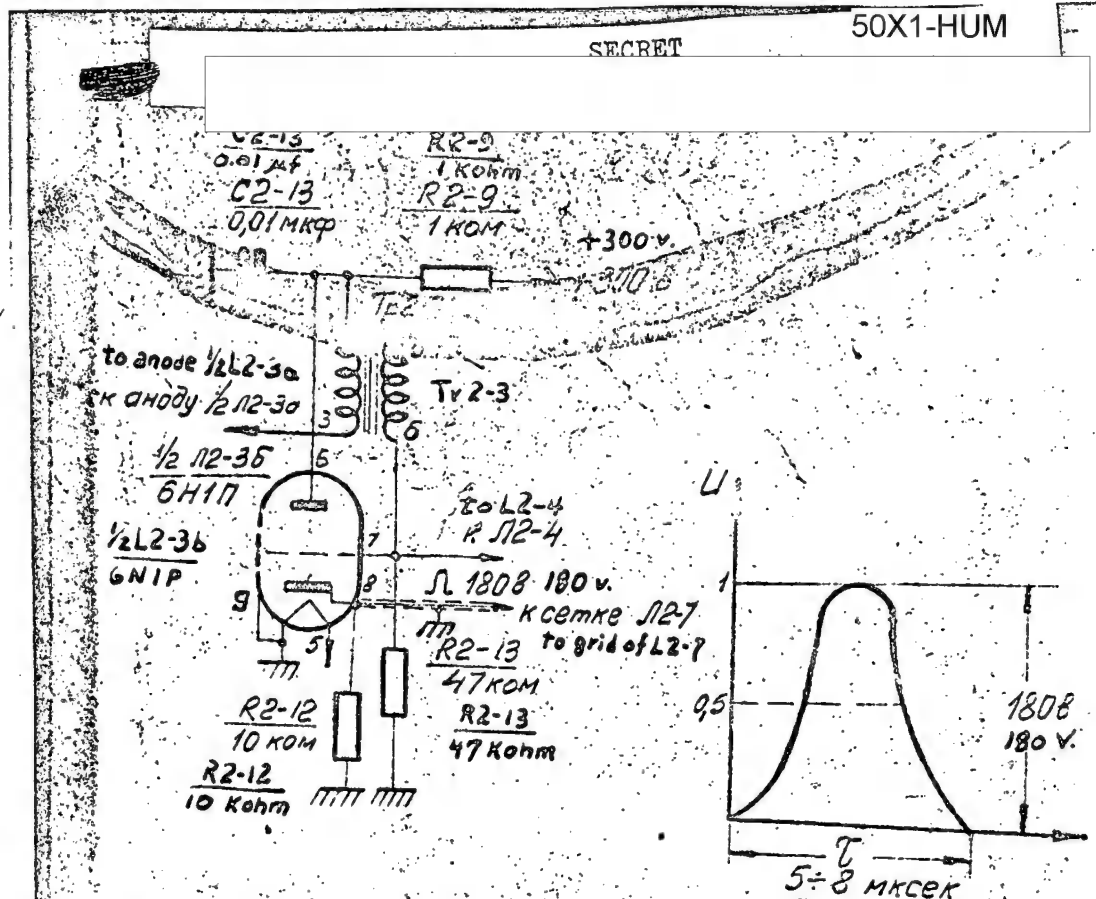 50X1-HUM
SECRET
C2-13
0.01 µf
C2-13
0,01 МКФ
R2-9
1 Kohm
R2-9
1 КОМ
+300 v.
Tr 2-3
to anode ½L2-3a
к аноду ½ Л2-3а
3
6
½ Л2-3Б
6Н1П
½L2-3b
6N1P
6
7
8
9
5
to L2-4
к Л2-4
180в 180 v.
к сетке Л2-7
to grid of L2-7
R2-13
47 КОМ
R2-13
47 Kohm
R2-12
10 КОМ
R2-12
10 Kohm
U
1
0,5
180в
180 v.
τ
5÷8 мксек